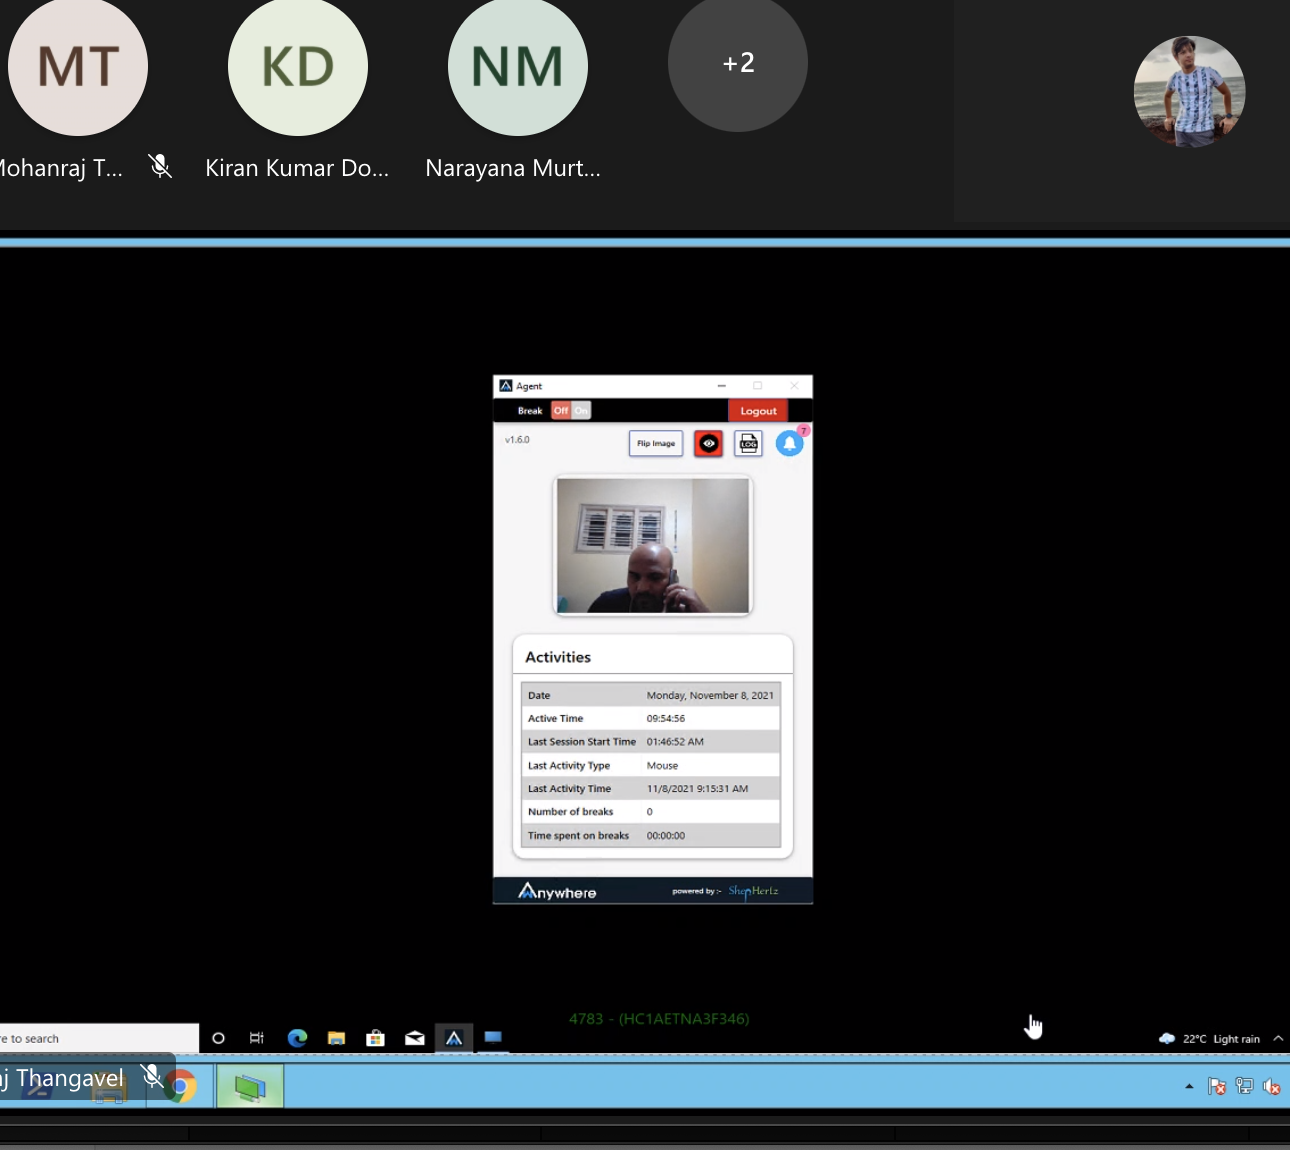 MT
KD
NM
+2
ohanraj T...
Kiran Kumar Do...
Narayana Murt...
Agent
Break Off On
Logout
v1.6.0
Flip Image
LOG
7
Activities
Date Monday, November 8, 2021
Active Time 09:54:56
Last Session Start Time 01:46:52 AM
Last Activity Type Mouse
Last Activity Time 11/8/2021 9:15:31 AM
Number of breaks 0
Time spent on breaks 00:00:00
Anywhere
powered by :- ShepHertz
4783 - (HC1AETNA3F346)
re to search
22°C Light rain
j Thangavel